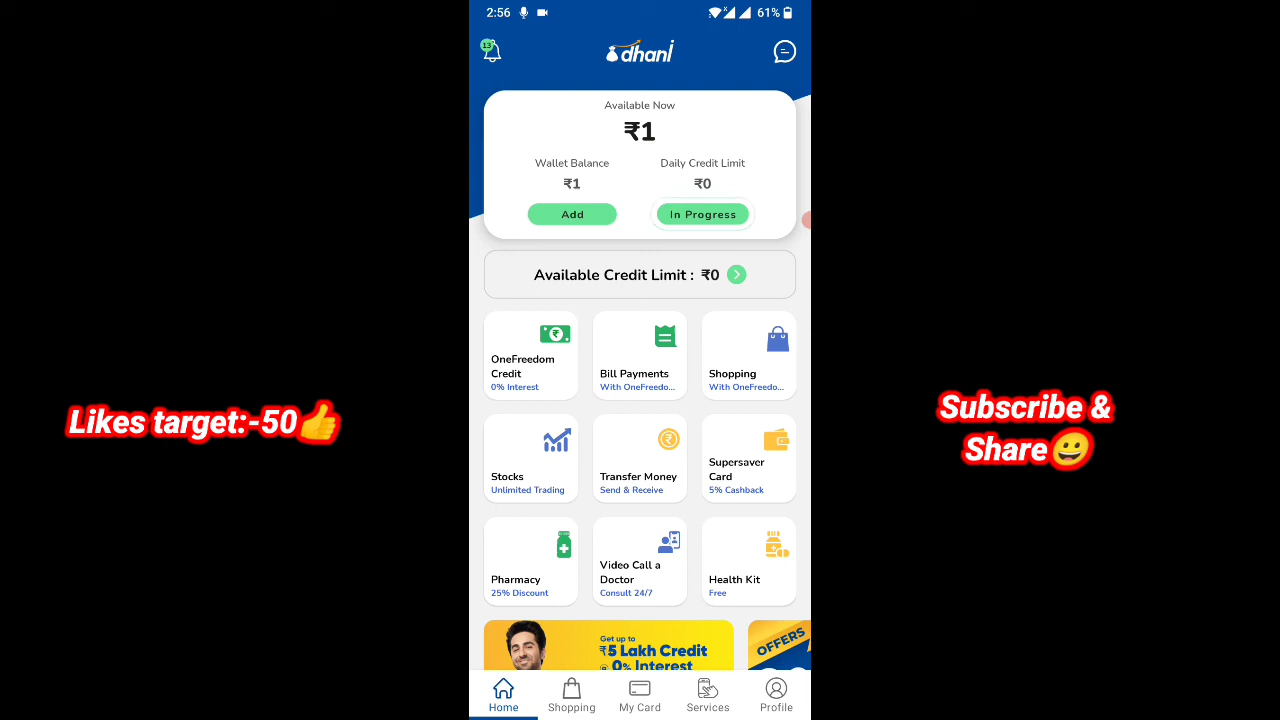 2:56
61%
13
dhani
Available Now
₹1
Wallet Balance
Daily Credit Limit
₹1
₹0
Add
In Progress
Available Credit Limit : ₹0
OneFreedom
Credit
0% Interest
Bill Payments
With OneFreedo...
Shopping
With OneFreedo...
Stocks
Unlimited Trading
Transfer Money
Send & Receive
Supersaver
Card
5% Cashback
Pharmacy
25% Discount
Video Call a
Doctor
Consult 24/7
Health Kit
Free
Get up to
₹5 Lakh Credit
@ 0% Interest
OFFERS
Home
Shopping
My Card
Services
Profile
Likes target:-50👍
Subscribe &
Share😀